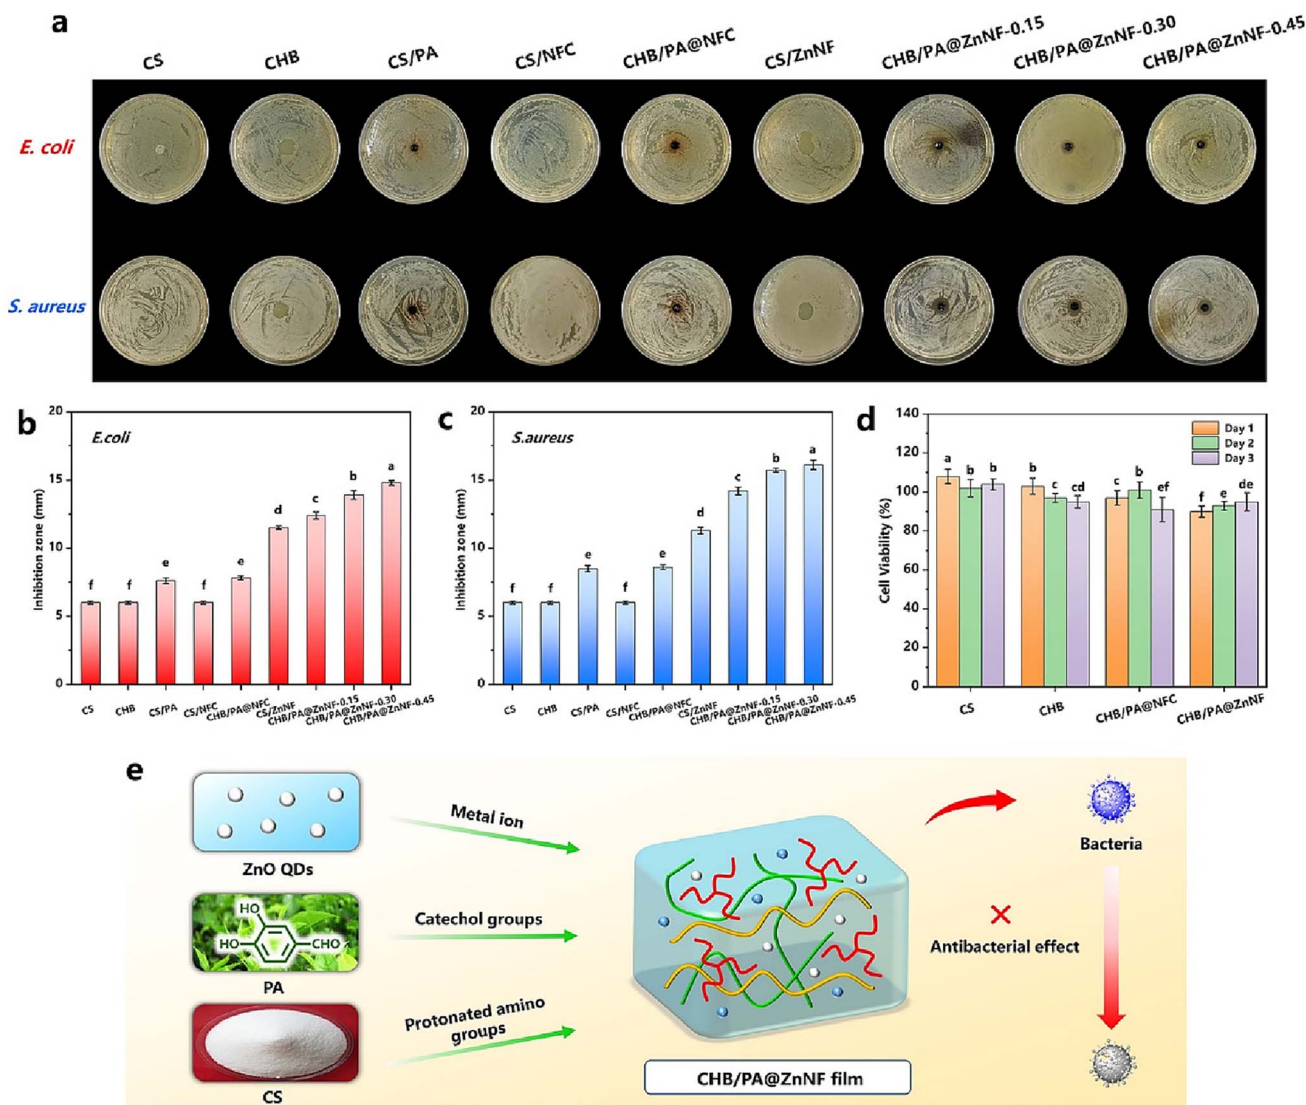 a
CS
CHB
CS/PA
CS/NFC
CHB/PA@NFC
CS/ZnNF
CHB/PA@ZnNF-0.15
CHB/PA@ZnNF-0.30
CHB/PA@ZnNF-0.45
E. coli
S. aureus
b
Inhibition zone (mm)
20
15
10
5
0
E.coli
f
f
e
f
e
d
c
b
a
CS
CHB
CS/PA
CS/NFC
CHB/PA@NFC
CS/ZnNF
CHB/PA@ZnNF-0.15
CHB/PA@ZnNF-0.30
CHB/PA@ZnNF-0.45
c
Inhibition zone (mm)
20
15
10
5
0
S.aureus
f
f
e
f
e
d
c
b
a
CS
CHB
CS/PA
CS/NFC
CHB/PA@NFC
CS/ZnNF
CHB/PA@ZnNF-0.15
CHB/PA@ZnNF-0.30
CHB/PA@ZnNF-0.45
d
Cell Viability (%)
140
120
100
80
60
40
20
0
Day 1
Day 2
Day 3
a
b
b
b
c
cd
c
b
ef
f
e
de
CS
CHB
CHB/PA@NFC
CHB/PA@ZnNF
e
ZnO QDs
HO
HO
CHO
PA
CS
Metal ion
Catechol groups
Protonated amino
groups
CHB/PA@ZnNF film
Bacteria
Antibacterial effect